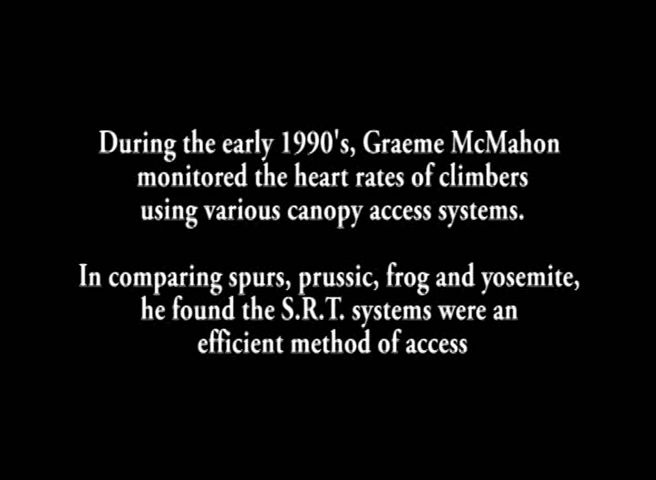 During the early 1990's, Graeme McMahon
monitored the heart rates of climbers
using various canopy access systems.
In comparing spurs, prussic, frog and yosemite,
he found the S.R.T. systems were an
efficient method of access